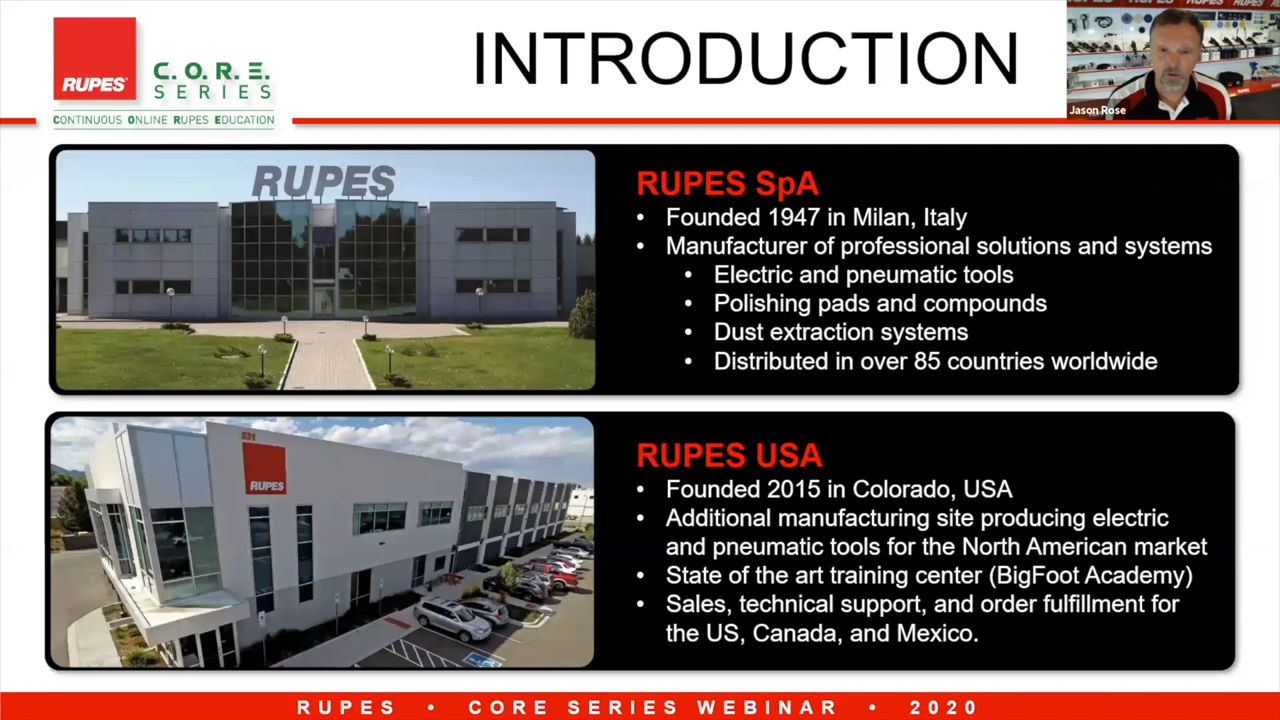 RUPES
C.O.R.E.
SERIES
CONTINUOUS ONLINE RUPES EDUCATION
INTRODUCTION
RUPES
Jason Rose
RUPES
RUPES SpA
• Founded 1947 in Milan, Italy
• Manufacturer of professional solutions and systems
• Electric and pneumatic tools
• Polishing pads and compounds
• Dust extraction systems
• Distributed in over 85 countries worldwide
531
RUPES
RUPES USA
• Founded 2015 in Colorado, USA
• Additional manufacturing site producing electric
and pneumatic tools for the North American market
• State of the art training center (BigFoot Academy)
• Sales, technical support, and order fulfillment for
the US, Canada, and Mexico.
RUPES • CORE SERIES WEBINAR • 2020